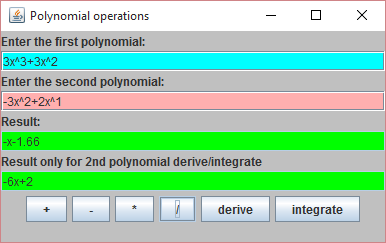 Polynomial operations
Enter the first polynomial:
3x^3+3x^2
Enter the second polynomial:
-3x^2+2x^1
Result:
-x-1.66
Result only for 2nd polynomial derive/integrate
-6x+2
+ - * / derive integrate